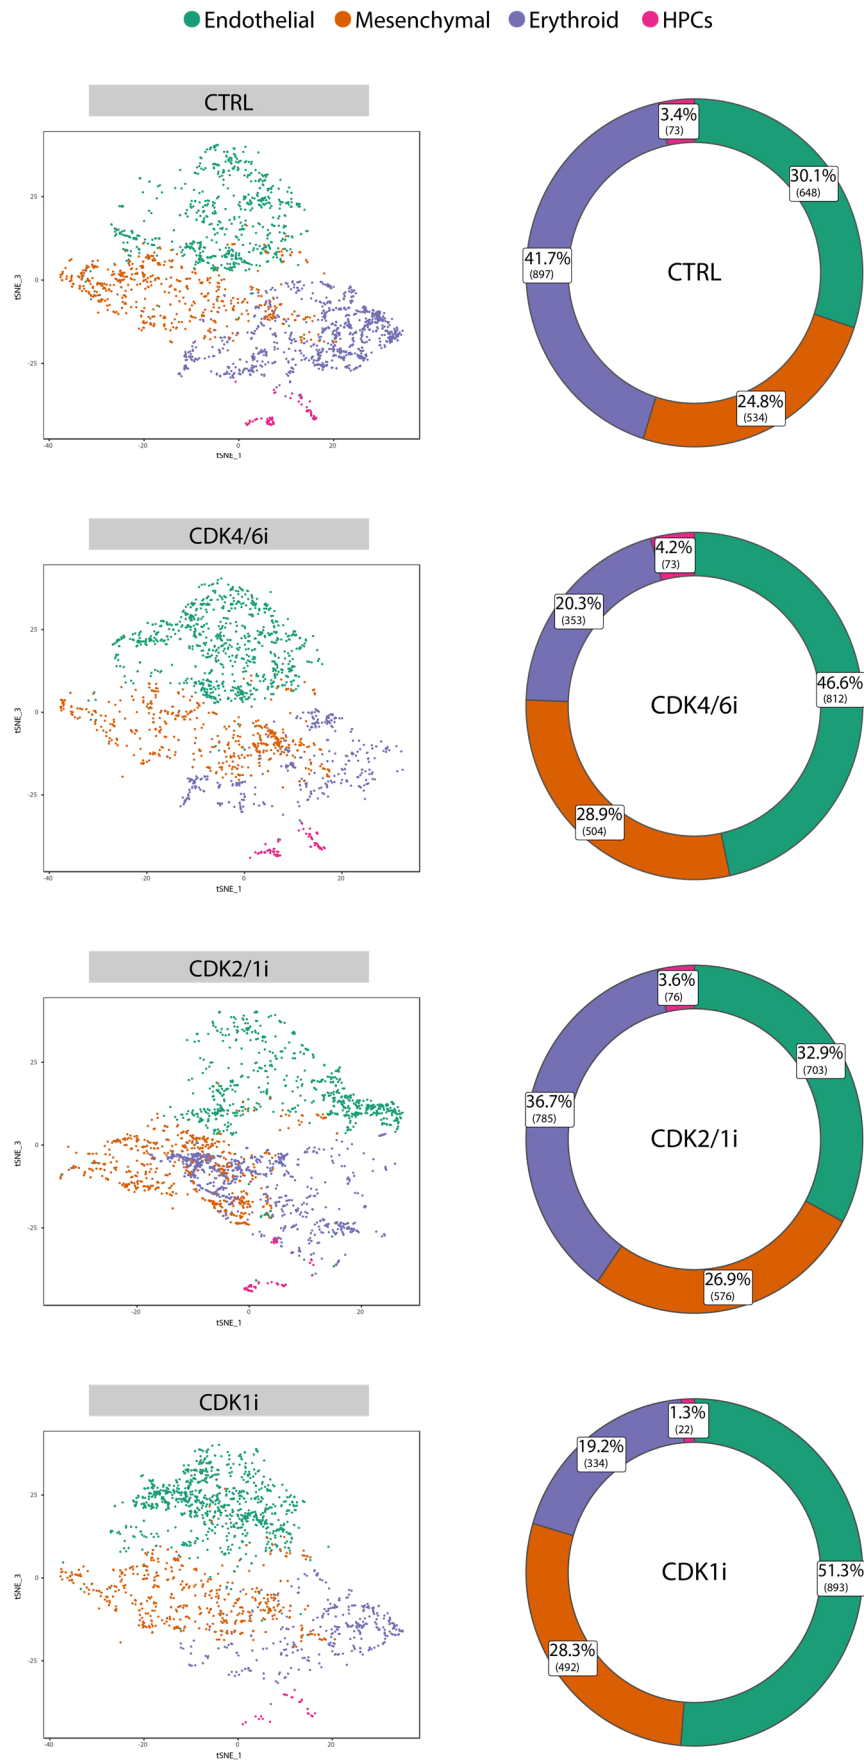 Endothelial Mesenchymal Erythroid HPCs
CTRL
25
0
-25
tSNE_3
-40 -20 0 20
tSNE_1
3.4%
(73)
30.1%
(648)
41.7%
(897)
CTRL
24.8%
(534)
CDK4/6i
25
0
-25
tSNE_3
-40 -20 0 20
tSNE_1
4.2%
(73)
20.3%
(353)
46.6%
(812)
CDK4/6i
28.9%
(504)
CDK2/1i
25
0
-25
tSNE_3
-20 0 20
tSNE_1
3.6%
(76)
32.9%
(703)
36.7%
(785)
CDK2/1i
26.9%
(576)
CDK1i
25
0
-25
tSNE_3
-40 -20 0 20
tSNE_1
1.3%
(22)
19.2%
(334)
51.3%
(893)
CDK1i
28.3%
(492)